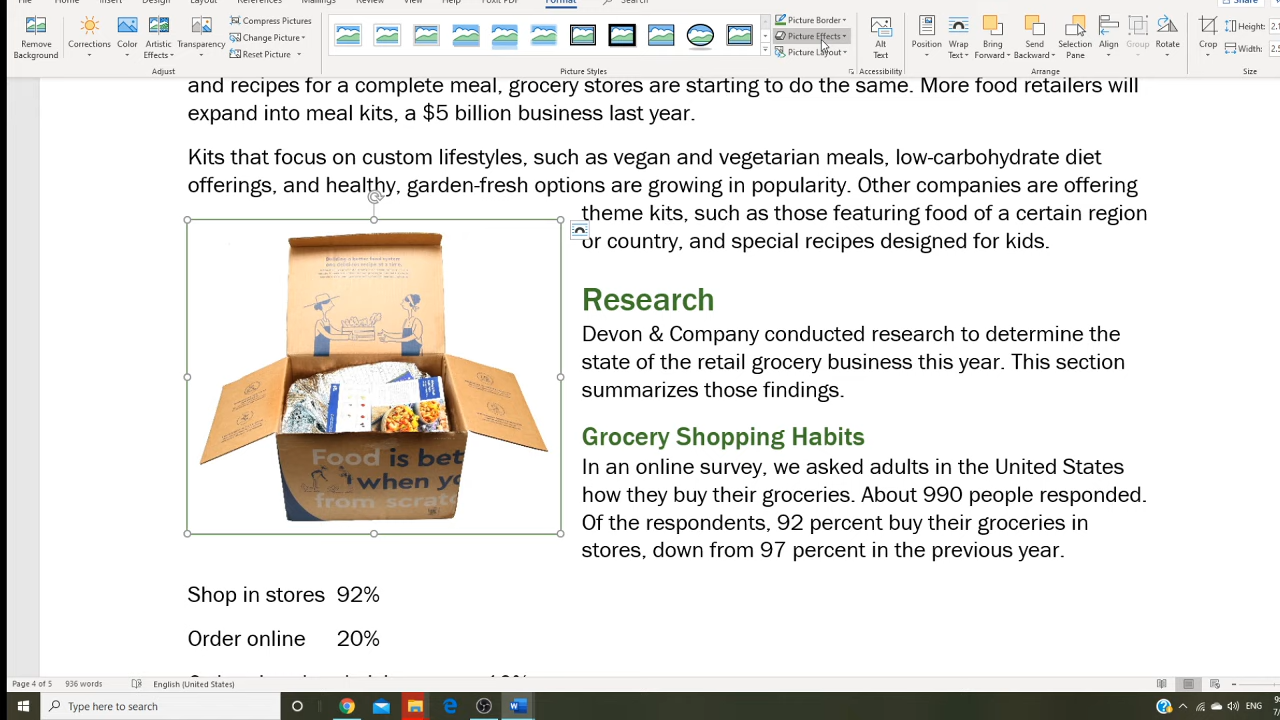 References Mailings Review View Foxit PDF Format Search Share
Remove Background
Corrections
Color
Artistic Effects
Transparency
Compress Pictures
Change Picture
Reset Picture
Adjust
Picture Styles
Picture Border
Picture Effects
Picture Layout
Alt Text
Accessibility
Position
Wrap Text
Bring Forward
Send Backward
Selection Pane
Align
Group
Rotate
Arrange
Crop
Height:
Width:
Size
and recipes for a complete meal, grocery stores are starting to do the same. More food retailers will
expand into meal kits, a $5 billion business last year.
Kits that focus on custom lifestyles, such as vegan and vegetarian meals, low-carbohydrate diet
offerings, and healthy, garden-fresh options are growing in popularity. Other companies are offering
theme kits, such as those featuring food of a certain region
or country, and special recipes designed for kids.
Food is bet
when yo
from scratc
Research
Devon & Company conducted research to determine the
state of the retail grocery business this year. This section
summarizes those findings.
Grocery Shopping Habits
In an online survey, we asked adults in the United States
how they buy their groceries. About 990 people responded.
Of the respondents, 92 percent buy their groceries in
stores, down from 97 percent in the previous year.
Shop in stores 92%
Order online 20%
Page 4 of 5 936 words English (United States)
Type here to search
ENG